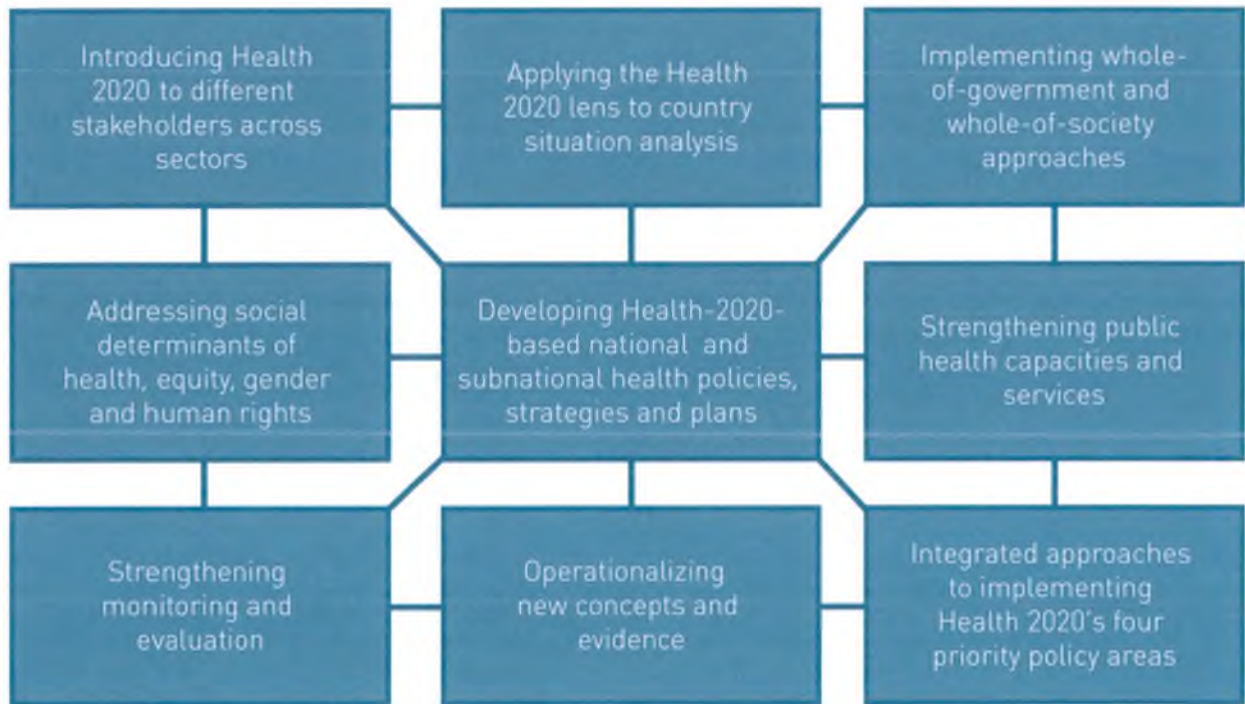 Introducing Health
2020 to different
stakeholders across
sectors
Applying the Health
2020 lens to country
situation analysis
Implementing whole-
of-government and
whole-of-society
approaches
Addressing social
determinants of
health, equity, gender
and human rights
Developing Health-2020-
based national and
subnational health policies,
strategies and plans
Strengthening public
health capacities and
services
Strengthening
monitoring and
evaluation
Operationalizing
new concepts and
evidence
Integrated approaches
to implementing
Health 2020's four
priority policy areas